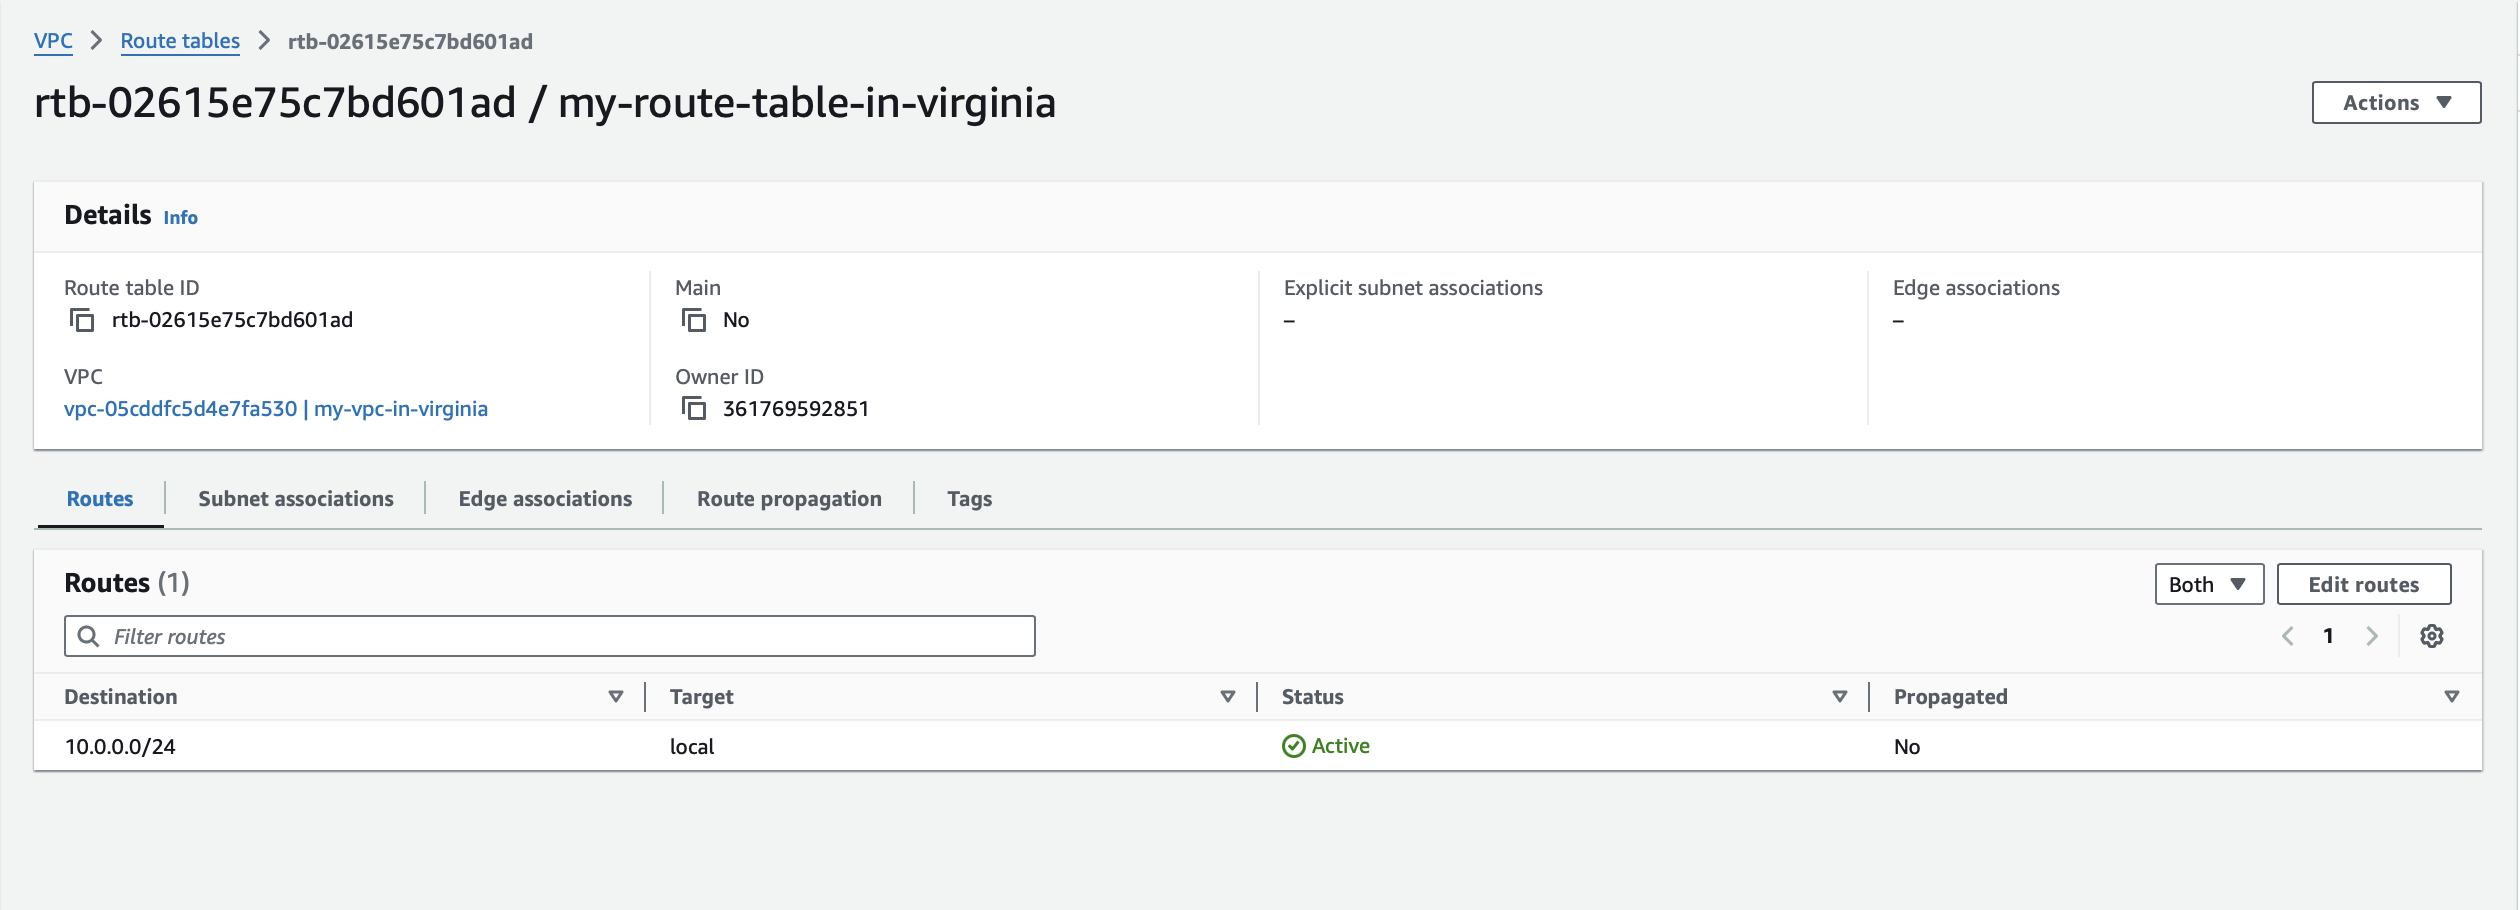 VPC > Route tables > rtb-02615e75c7bd601ad
rtb-02615e75c7bd601ad / my-route-table-in-virginia
Actions
Details Info
Route table ID
rtb-02615e75c7bd601ad
Main
No
Explicit subnet associations
–
Edge associations
–
VPC
vpc-05cddfc5d4e7fa530 | my-vpc-in-virginia
Owner ID
361769592851
Routes
Subnet associations
Edge associations
Route propagation
Tags
Routes (1)
Both
Edit routes
Filter routes
1
Destination
Target
Status
Propagated
10.0.0.0/24
local
Active
No